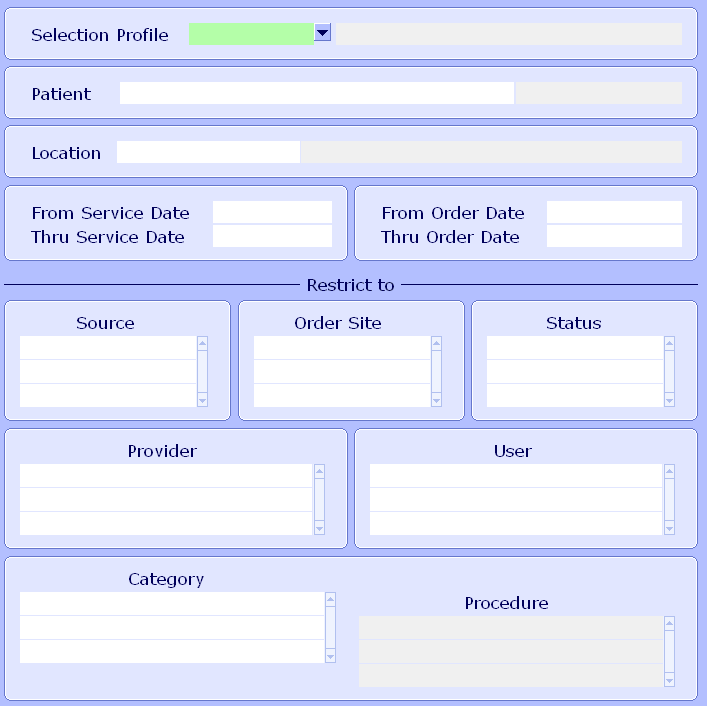 Selection Profile
Patient
Location
From Service Date
Thru Service Date
From Order Date
Thru Order Date
Restrict to
Source
Order Site
Status
Provider
User
Category
Procedure